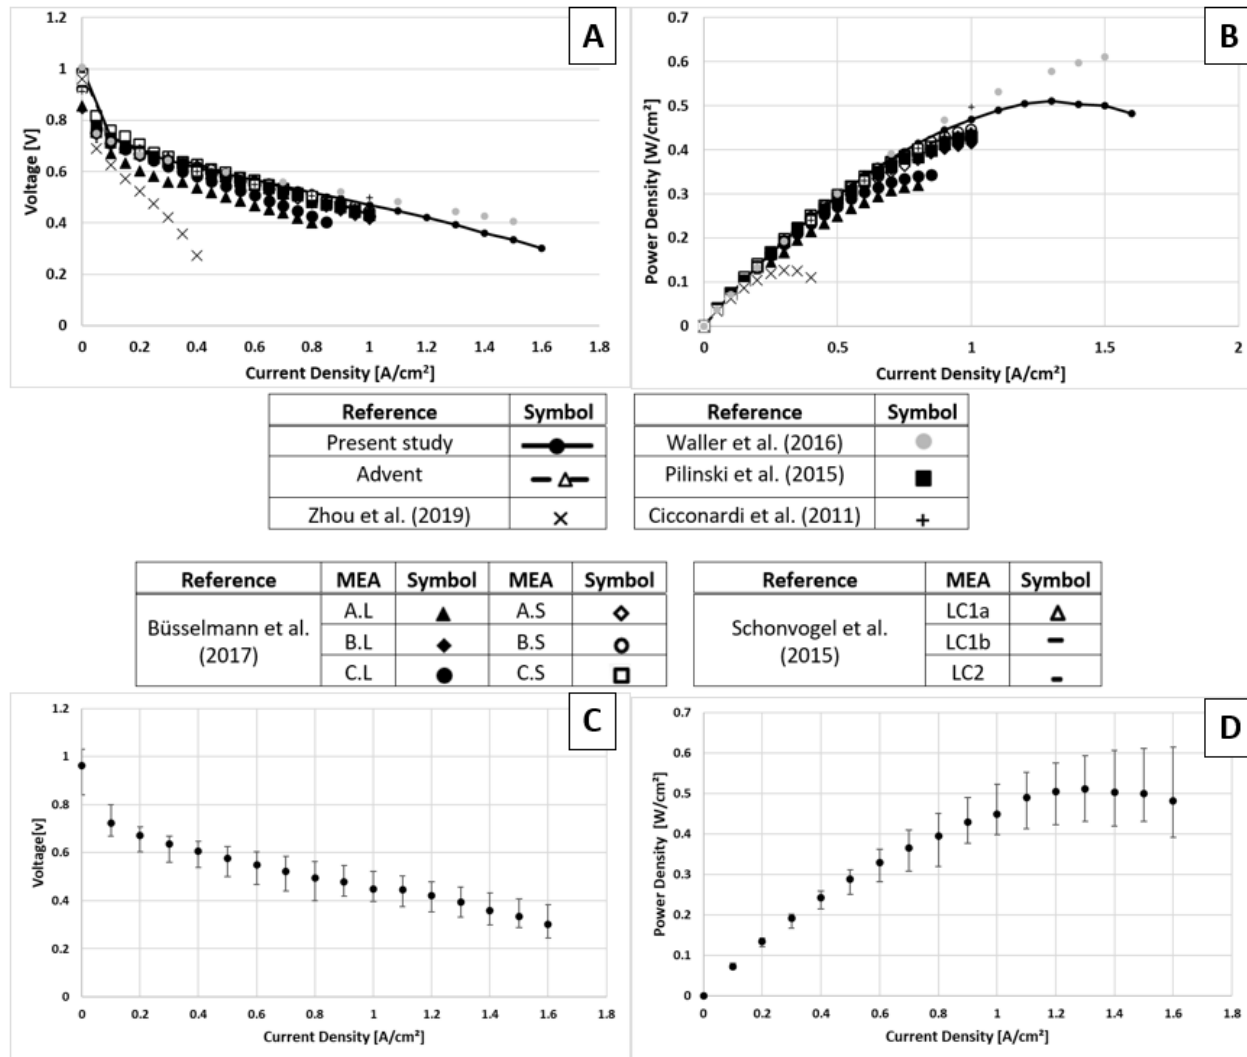 A
Voltage [V]
1.2
1
0.8
0.6
0.4
0.2
0
0 0.2 0.4 0.6 0.8 1 1.2 1.4 1.6 1.8
Current Density [A/cm²]
B
Power Density [W/cm²]
0.7
0.6
0.5
0.4
0.3
0.2
0.1
0
0 0.5 1 1.5 2
Current Density [A/cm²]
Reference Symbol
Present study
Advent
Zhou et al. (2019)
Reference Symbol
Waller et al. (2016)
Pilinski et al. (2015)
Cicconardi et al. (2011)
Reference MEA Symbol MEA Symbol
Büsselmann et al.
(2017)
A.L A.S
B.L B.S
C.L C.S
Reference MEA Symbol
Schonvogel et al.
(2015)
LC1a
LC1b
LC2
C
Voltage[v]
1.2
1
0.8
0.6
0.4
0.2
0
0 0.2 0.4 0.6 0.8 1 1.2 1.4 1.6 1.8
Current Density [A/cm²]
D
Power Density [W/cm²]
0.7
0.6
0.5
0.4
0.3
0.2
0.1
0
0 0.2 0.4 0.6 0.8 1 1.2 1.4 1.6 1.8
Current Density [A/cm²]